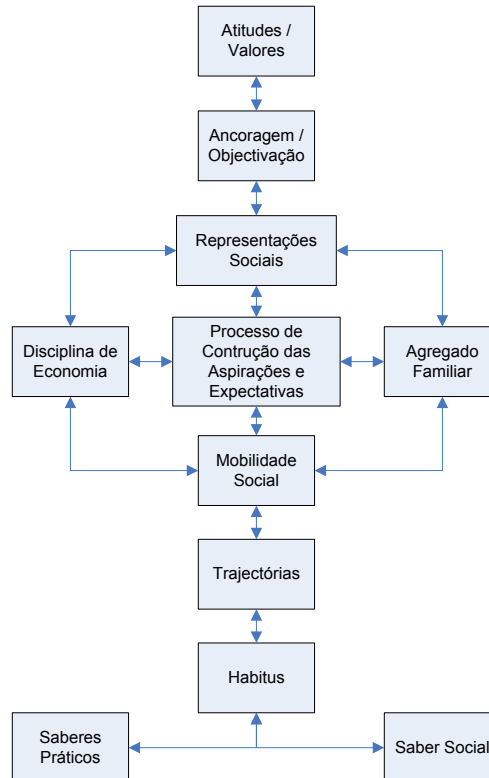 Atitudes /
Valores
Ancoragem /
Objectivação
Representações
Sociais
Disciplina de
Economia
Processo de
Contrução das
Aspirações e
Expectativas
Agregado
Familiar
Mobilidade
Social
Trajectórias
Habitus
Saberes
Práticos
Saber Social